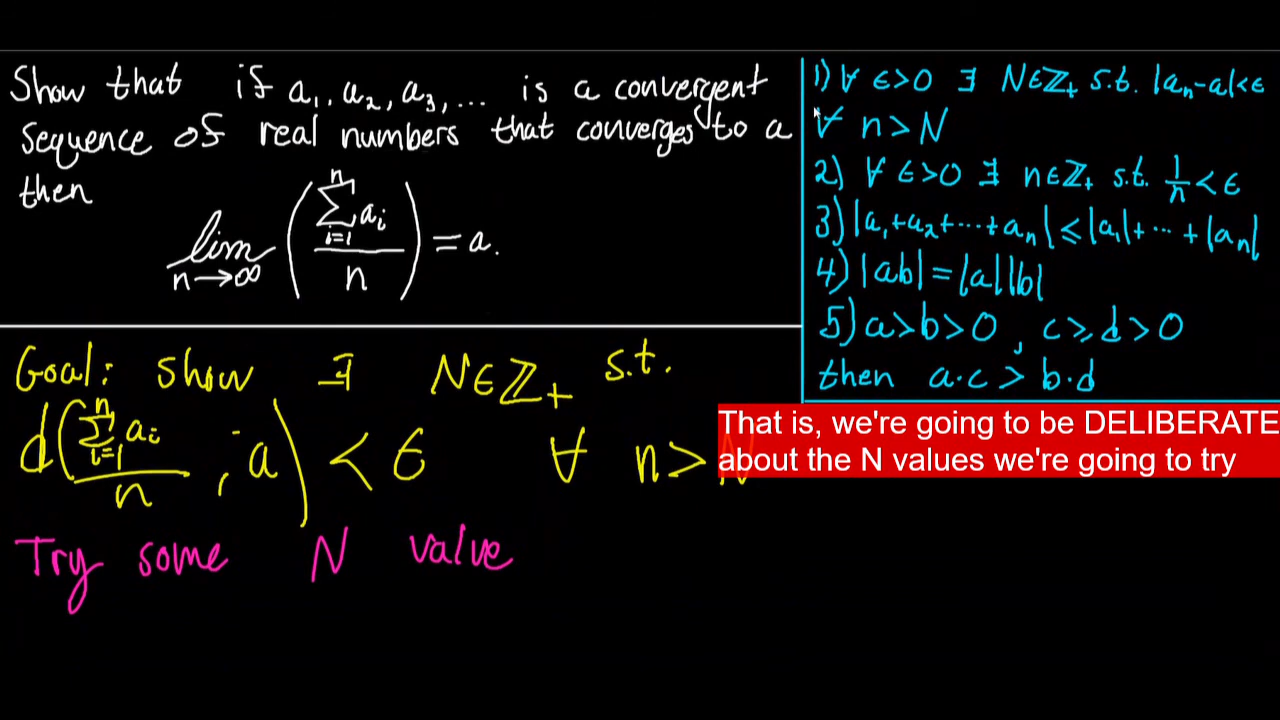 Show that if a₁, a₂, a₃, ... is a convergent
sequence of real numbers that converges to a
then
lim n→∞ ( ∑ i=1 n aᵢ / n ) = a.
1) ∀ ϵ>0 ∃ N∈ℤ₊ s.t. |aₙ-a|<ϵ
∀ n>N
2) ∀ ϵ>0 ∃ n∈ℤ₊ s.t. 1/n < ϵ
3) |a₁+a₂+...+aₙ| ⩽ |a₁|+...+|aₙ|
4) |ab| = |a||b|
5) a>b>0, c⩾d>0
then a·c > b·d
Goal: show ∃ N∈ℤ₊ s.t.
d( ∑ i=1 n aᵢ / n , a ) < ϵ ∀ n> N
That is, we're going to be DELIBERATE
about the N values we're going to try
Try some N value